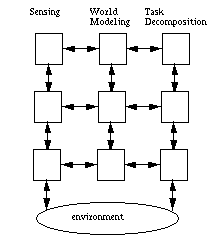 Sensing
World
Modeling
Task
Decomposition
environment